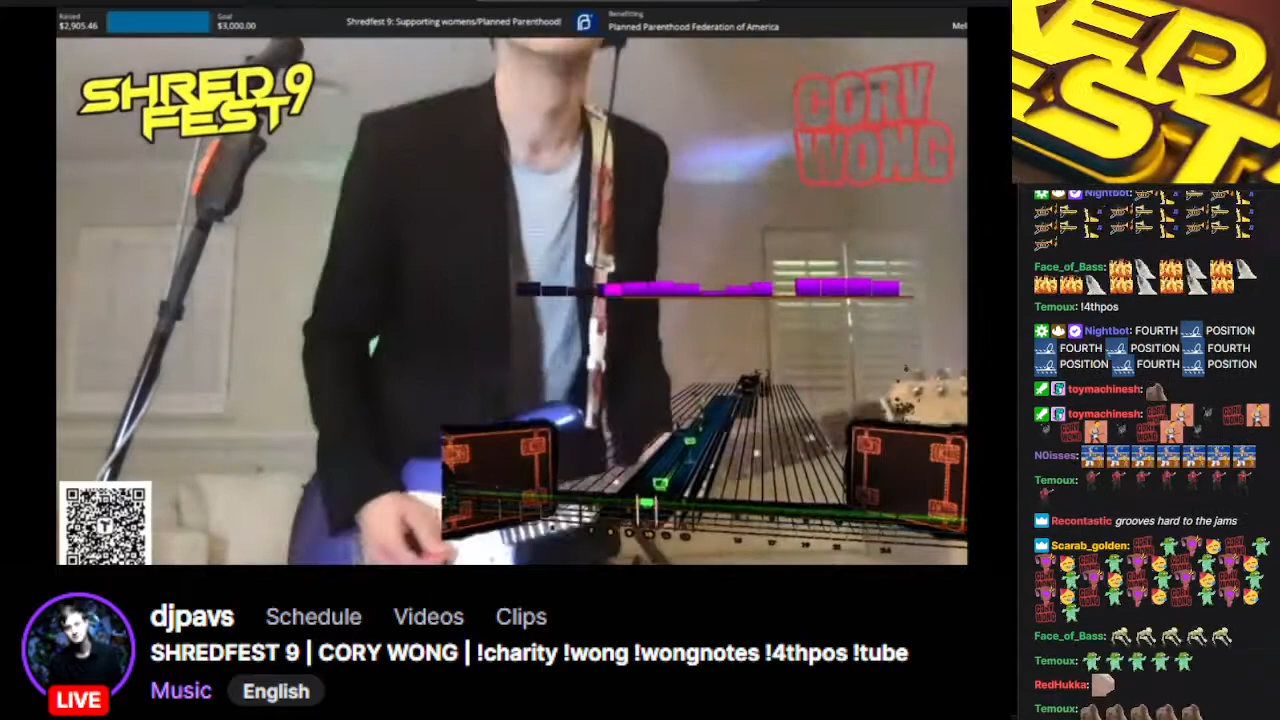 Raised
$2,905.46
Goal
$3,000.00
Shredfest 9: Supporting womens/Planned Parenthood!
Benefitting
Planned Parenthood Federation of America
Mel
SHRED 9
FEST
CORY
WONG
ED
EST
Nightbot:
Face_of_Bass:
Temoux: !4thpos
Nightbot: FOURTH POSITION
FOURTH POSITION FOURTH
POSITION FOURTH POSITION
toymachinesh:
toymachinesh:
N0isses:
Temoux:
Recontastic grooves hard to the jams
Scarab_golden:
Face_of_Bass:
Temoux:
RedHukka:
Temoux:
djpavs Schedule Videos Clips
SHREDFEST 9 | CORY WONG | !charity !wong !wongnotes !4thpos !tube
LIVE
Music English